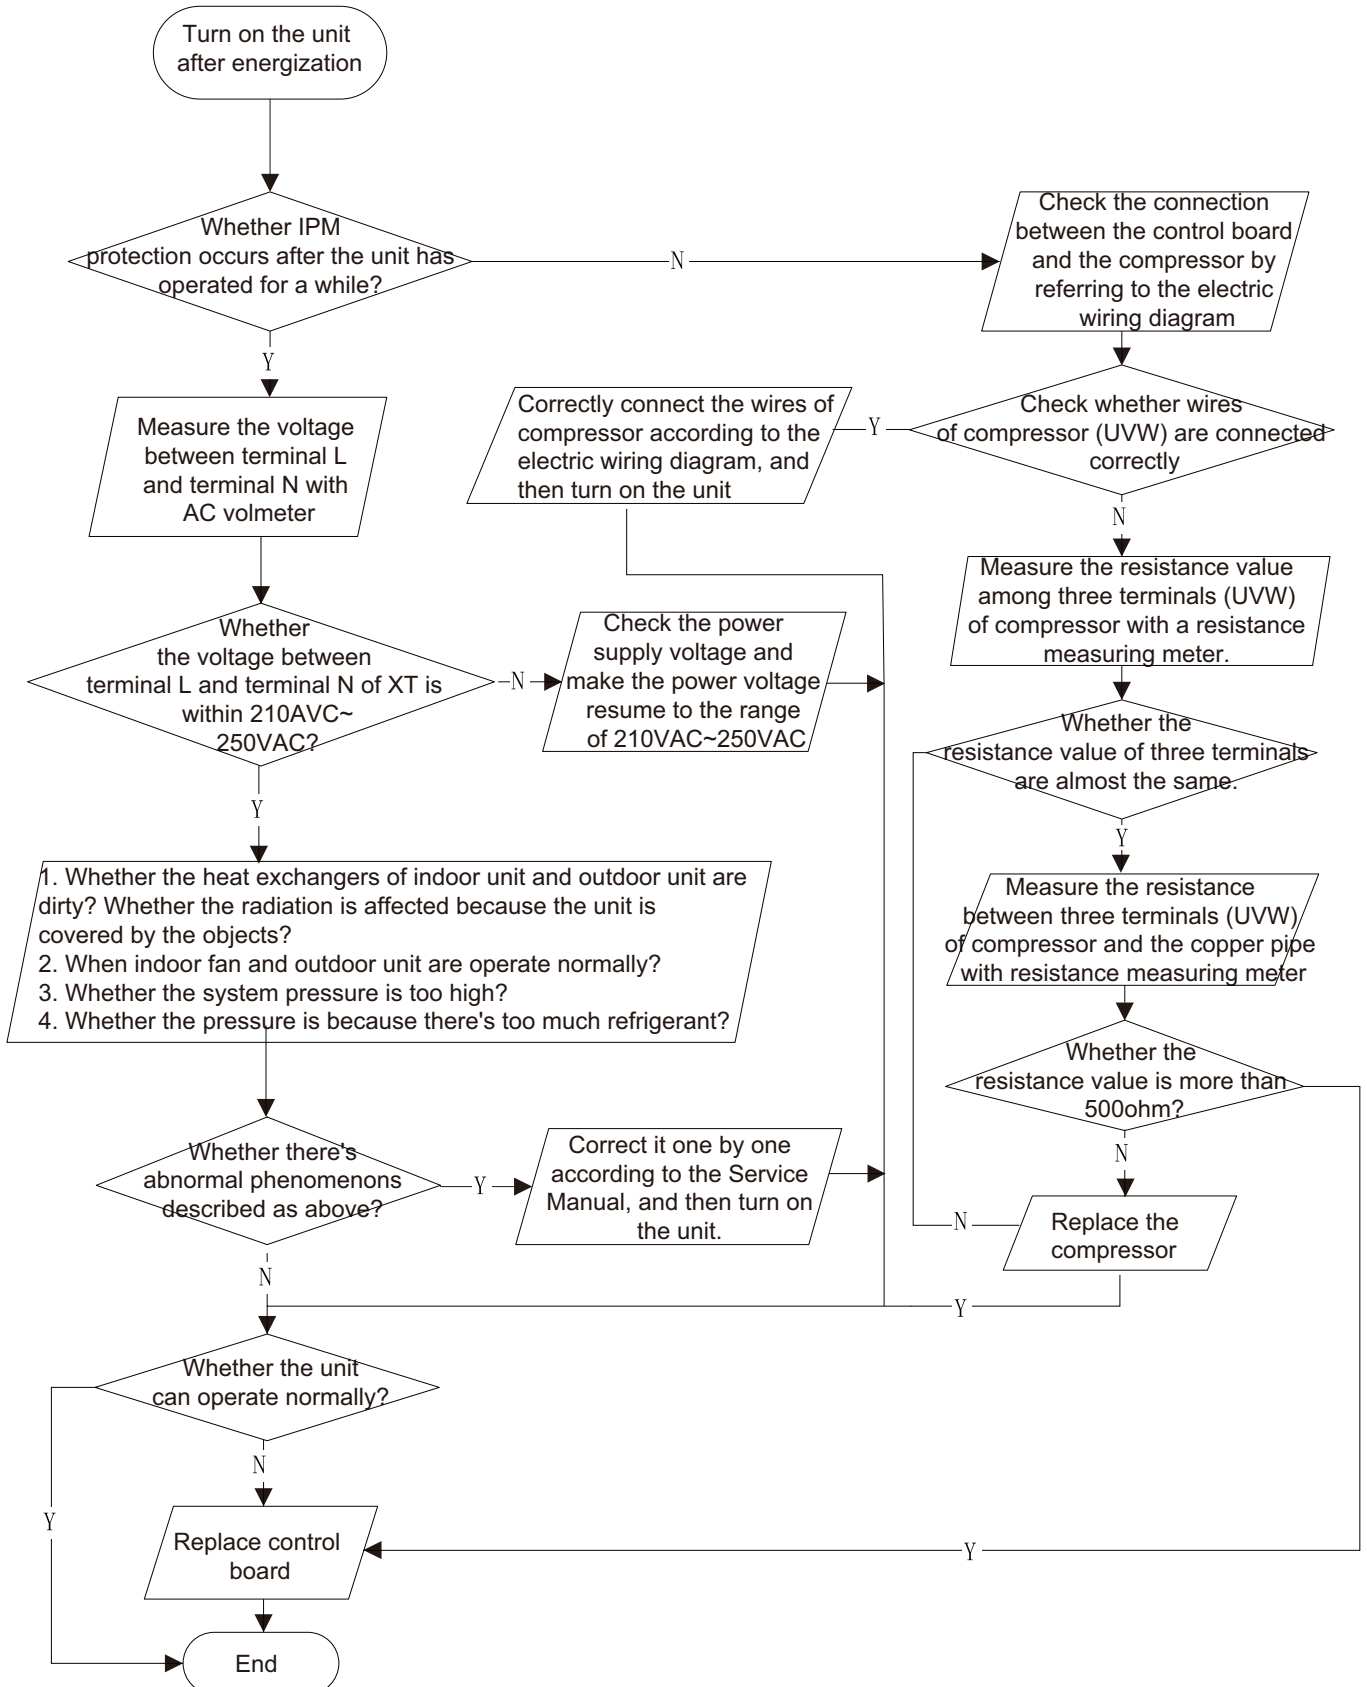 Turn on the unit
after energization
Whether IPM
protection occurs after the unit has
operated for a while?
N
Check the connection
between the control board
and the compressor by
referring to the electric
wiring diagram
Y
Measure the voltage
between terminal L
and terminal N with
AC volmeter
Correctly connect the wires of
compressor according to the
electric wiring diagram, and
then turn on the unit
Y
Check whether wires
of compressor (UVW) are connected
correctly
N
Measure the resistance value
among three terminals (UVW)
of compressor with a resistance
measuring meter.
Whether
the voltage between
terminal L and terminal N of XT is
within 210AVC~
250VAC?
N
Check the power
supply voltage and
make the power voltage
resume to the range
of 210VAC~250VAC
Whether the
resistance value of three terminals
are almost the same.
Y
Y
1. Whether the heat exchangers of indoor unit and outdoor unit are
dirty? Whether the radiation is affected because the unit is
covered by the objects?
2. When indoor fan and outdoor unit are operate normally?
3. Whether the system pressure is too high?
4. Whether the pressure is because there's too much refrigerant?
Measure the resistance
between three terminals (UVW)
of compressor and the copper pipe
with resistance measuring meter
Whether the
resistance value is more than
500ohm?
Whether there's
abnormal phenomenons
described as above?
Y
Correct it one by one
according to the Service
Manual, and then turn on
the unit.
N
N
Replace the
compressor
N
Y
Whether the unit
can operate normally?
N
Y
Replace control
board
Y
End